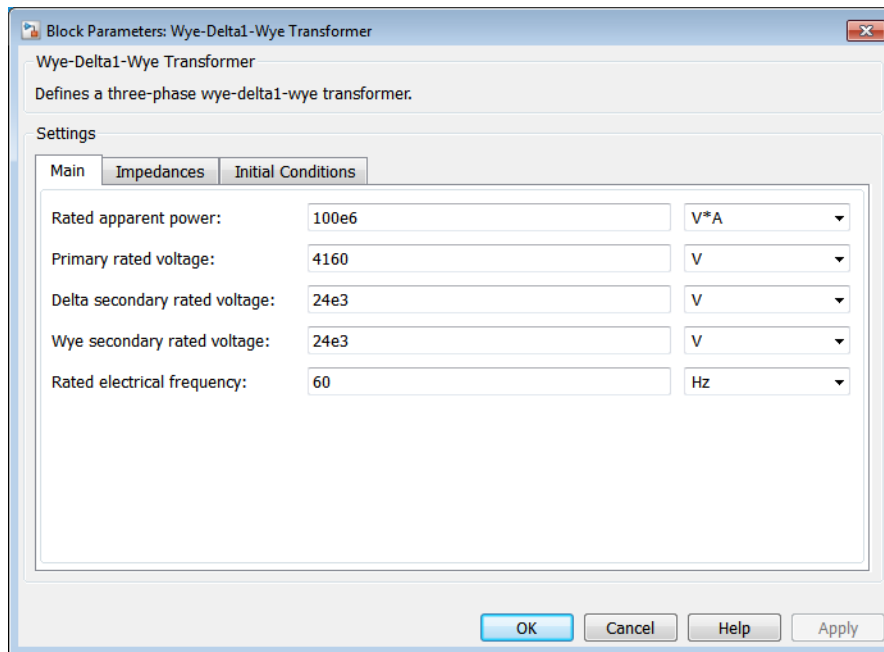 Block Parameters: Wye-Delta1-Wye Transformer
Wye-Delta1-Wye Transformer
Defines a three-phase wye-delta1-wye transformer.
Settings
Main Impedances Initial Conditions
Rated apparent power: 100e6 V*A
Primary rated voltage: 4160 V
Delta secondary rated voltage: 24e3 V
Wye secondary rated voltage: 24e3 V
Rated electrical frequency: 60 Hz
OK Cancel Help Apply